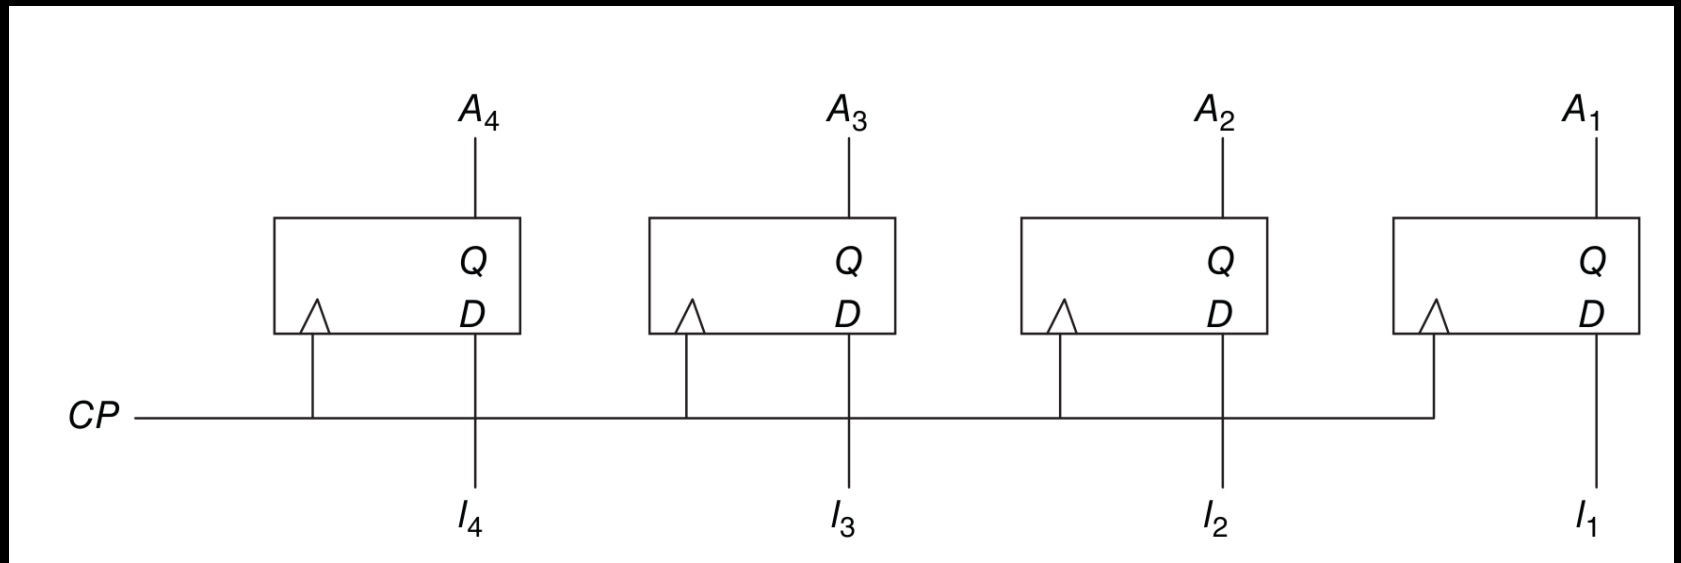 A₄ A₃ A₂ A₁
Q Q Q Q
D D D D
CP
I₄ I₃ I₂ I₁